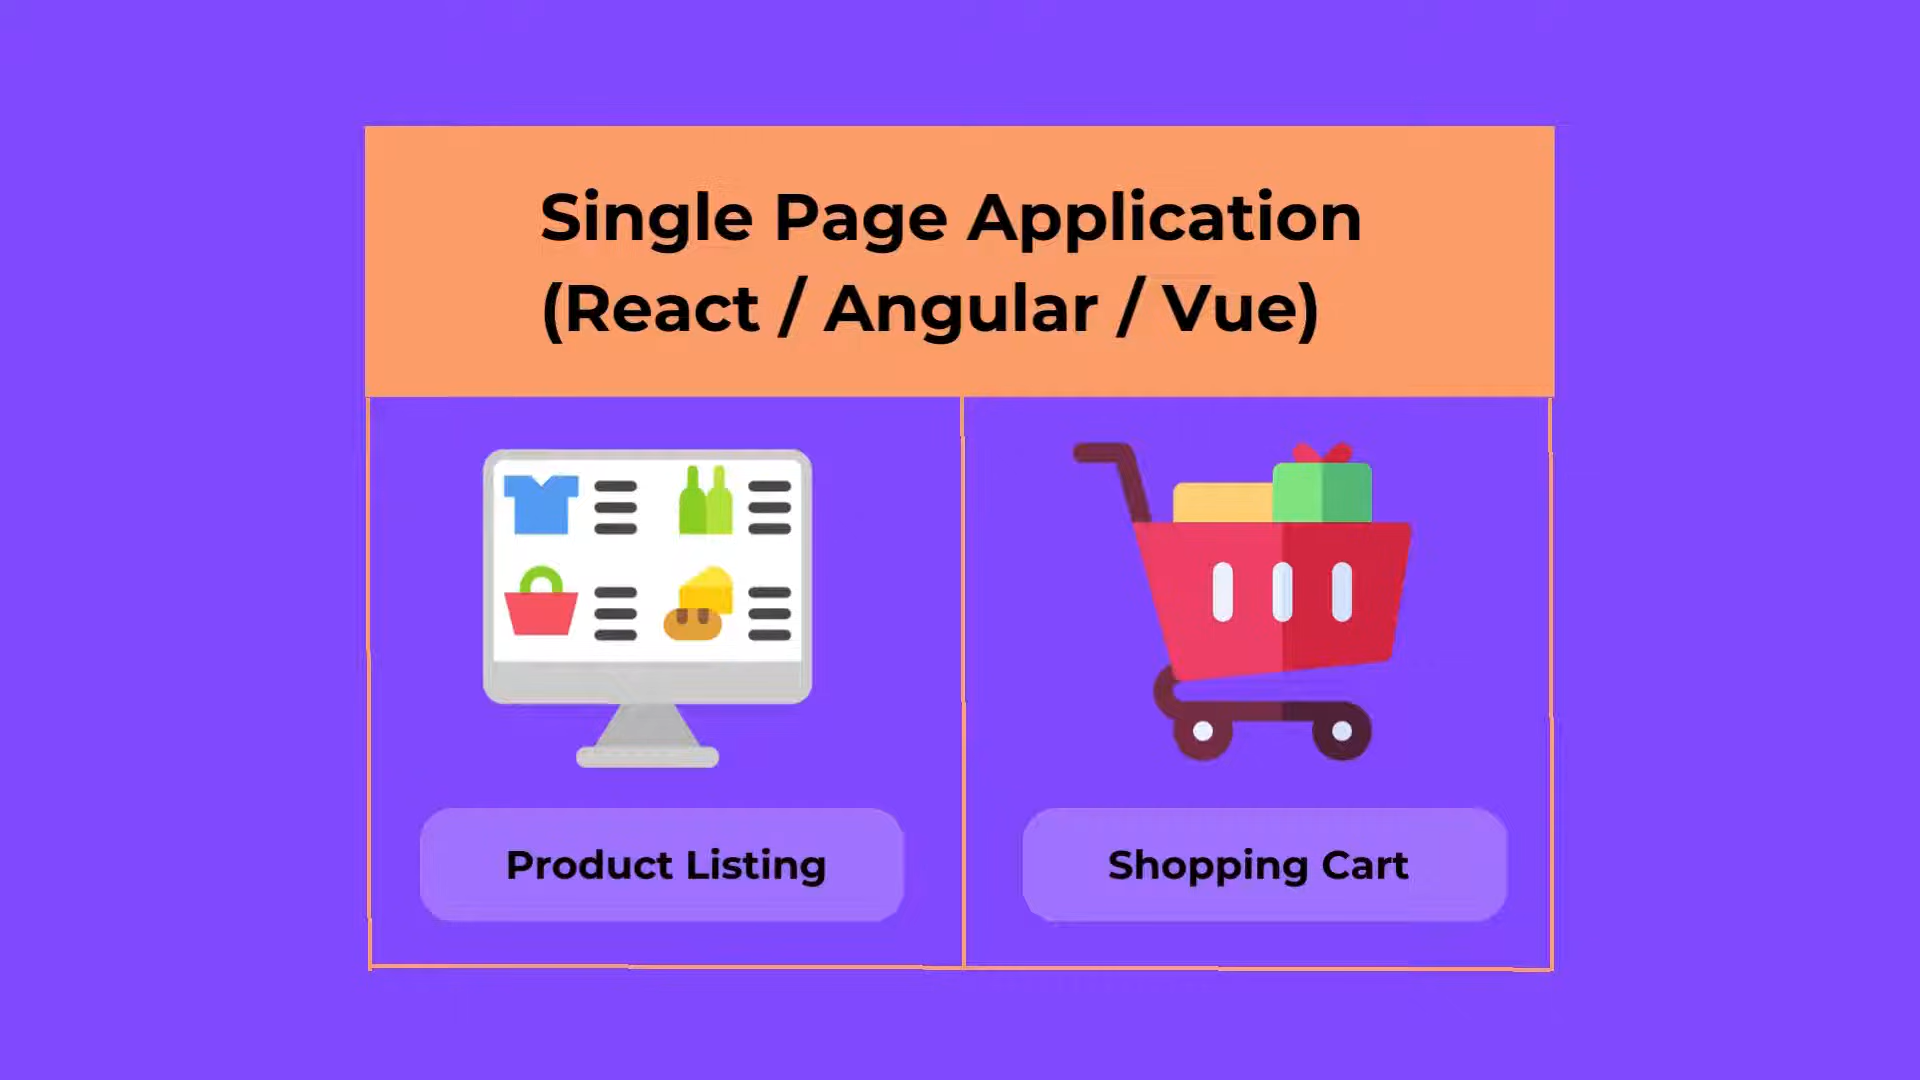 Single Page Application
(React / Angular / Vue)
Product Listing
Shopping Cart